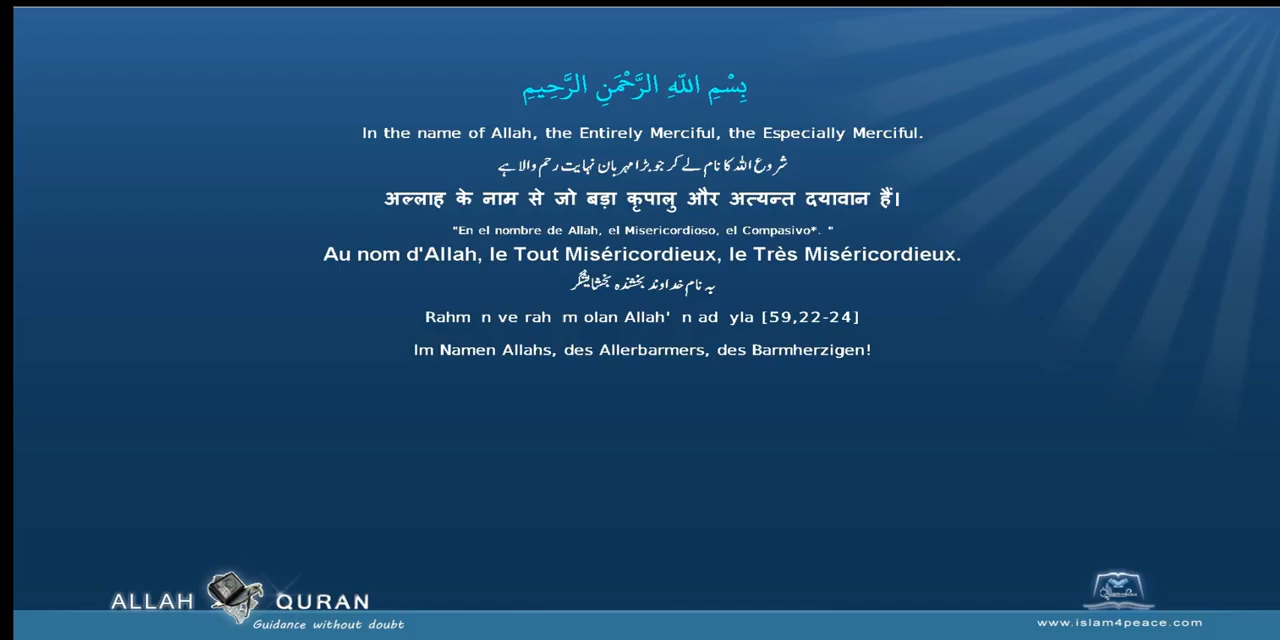 بِسْمِ اللّهِ الرَّحْمَنِ الرَّحِيمِ
In the name of Allah, the Entirely Merciful, the Especially Merciful.
شروع اللہ کا نام لے کر جو بڑا مہربان نہایت رحم والا ہے
अल्लाह के नाम से जो बड़ा कृपालु और अत्यन्त दयावान हैं।
"En el nombre de Allah, el Misericordioso, el Compasivo*. "
Au nom d'Allah, le Tout Miséricordieux, le Très Miséricordieux.
به نام خداوند بخشنده بخشایشگر
Rahm n ve rah m olan Allah' n ad yla [59,22-24]
Im Namen Allahs, des Allerbarmers, des Barmherzigen!
ALLAH QURAN
Guidance without doubt
www.islam4peace.com